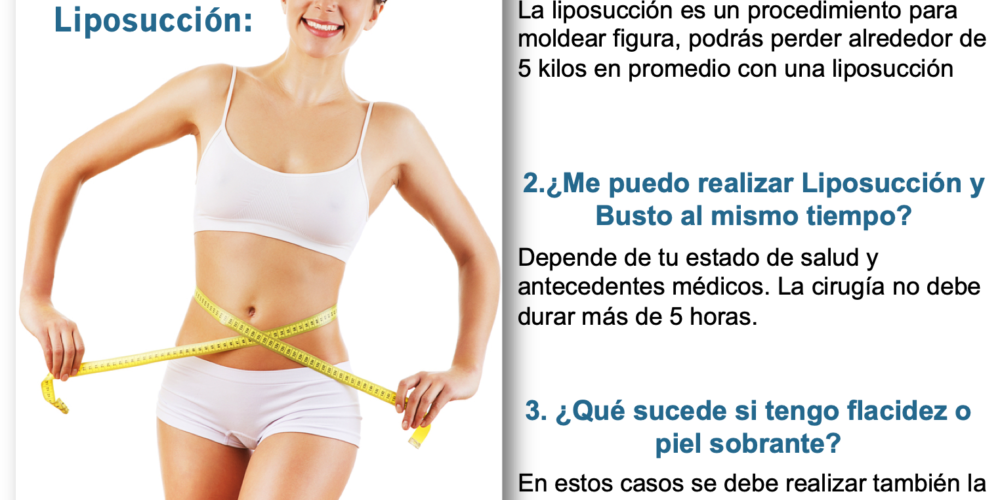 Liposucción:
La liposucción es un procedimiento para
moldear figura, podrás perder alrededor de
5 kilos en promedio con una liposucción
2.¿Me puedo realizar Liposucción y
Busto al mismo tiempo?
Depende de tu estado de salud y
antecedentes médicos. La cirugía no debe
durar más de 5 horas.
3. ¿Qué sucede si tengo flacidez o
piel sobrante?
En estos casos se debe realizar también la